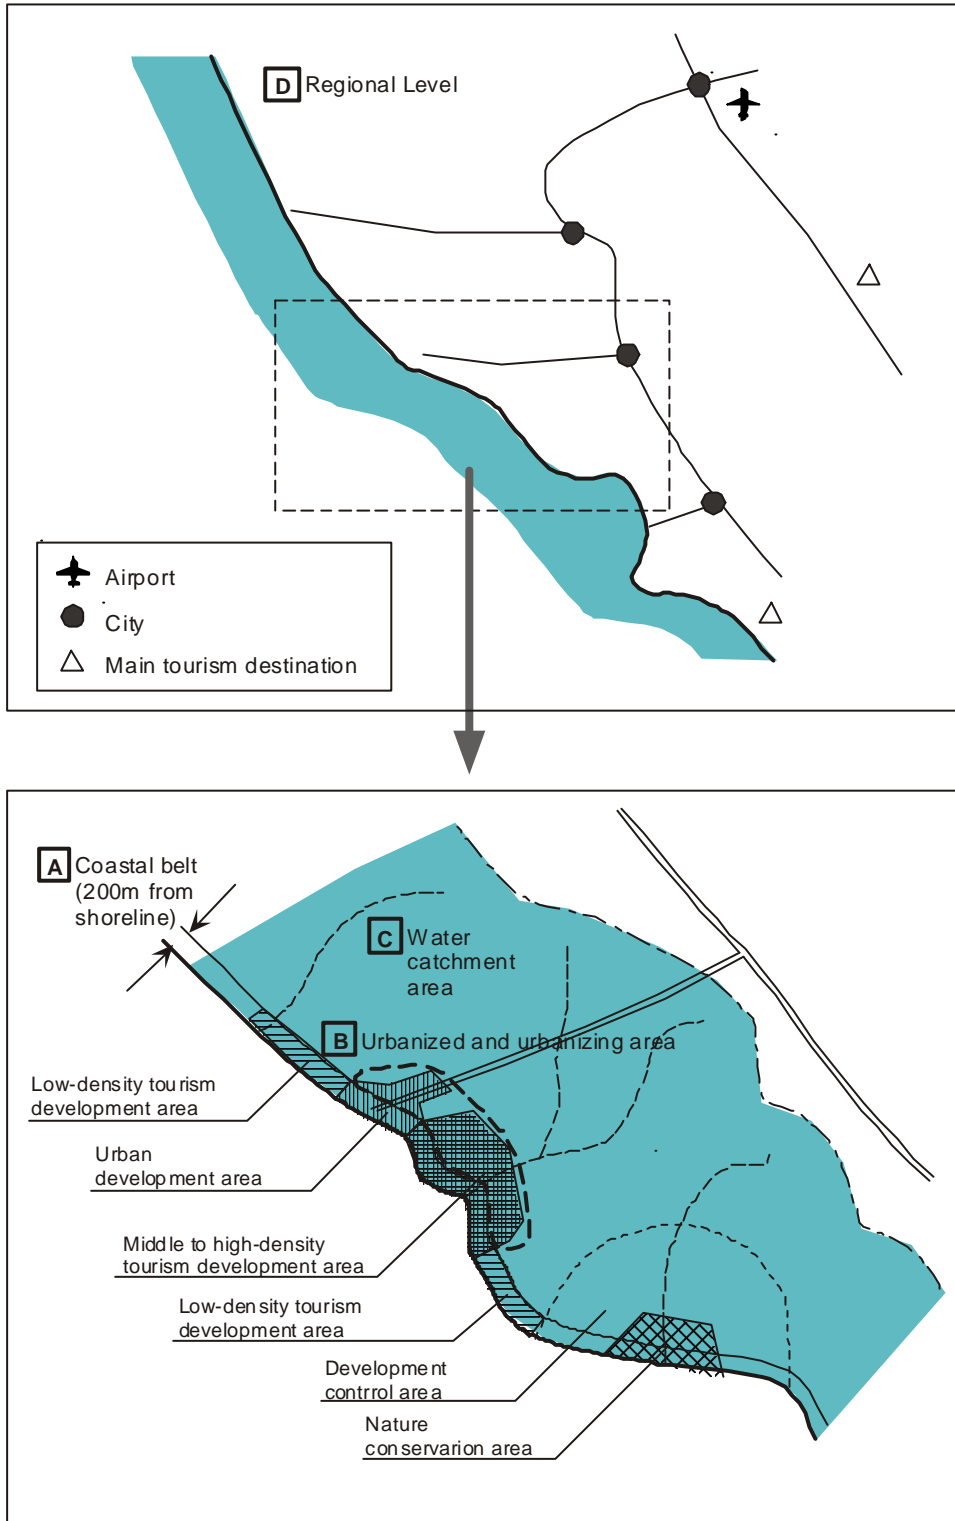 D Regional Level
Airport
City
Main tourism destination
A Coastal belt
(200m from
shoreline)
C Water
catchment
area
B Urbanized and urbanizing area
Low-density tourism
development area
Urban
development area
Middle to high-density
tourism development area
Low-density tourism
development area
Development
contrrol area
Nature
conservarion area